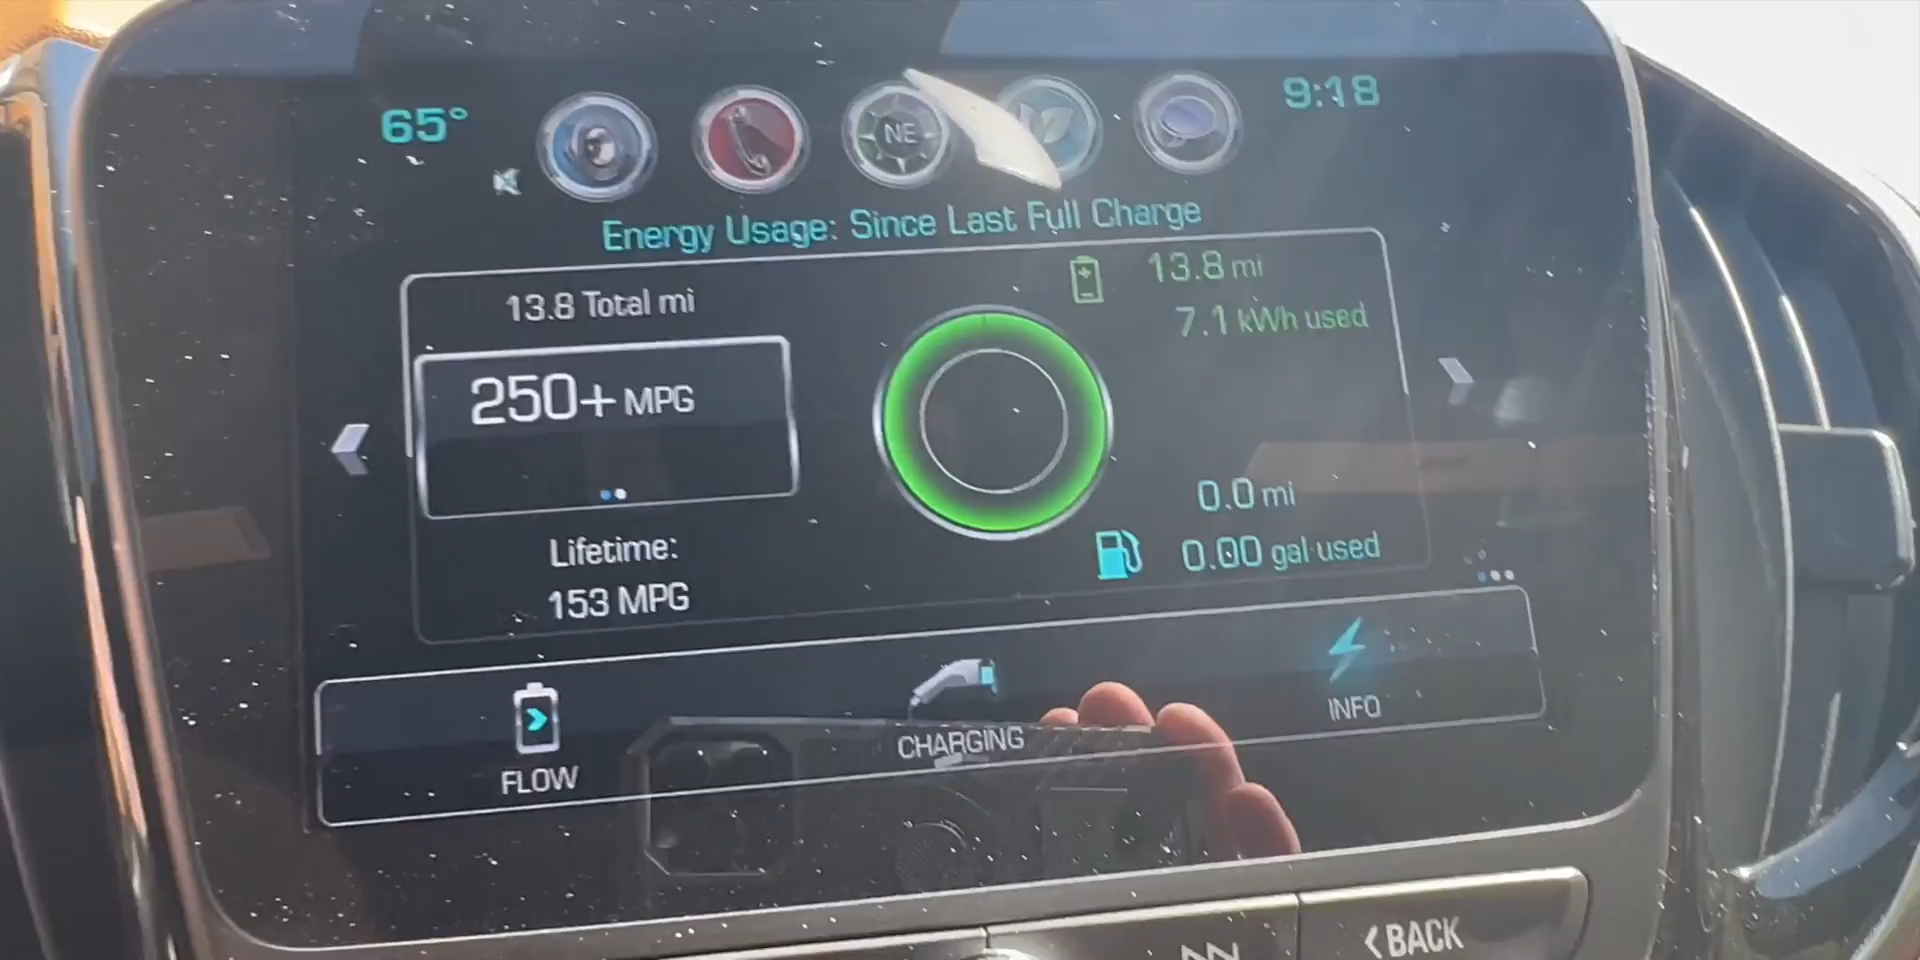 65°
NE
9:18
Energy Usage: Since Last Full Charge
13.8 Total mi
250+ MPG
Lifetime:
153 MPG
13.8 mi
7.1 kWh used
0.0 mi
0.00 gal used
FLOW
CHARGING
INFO
BACK